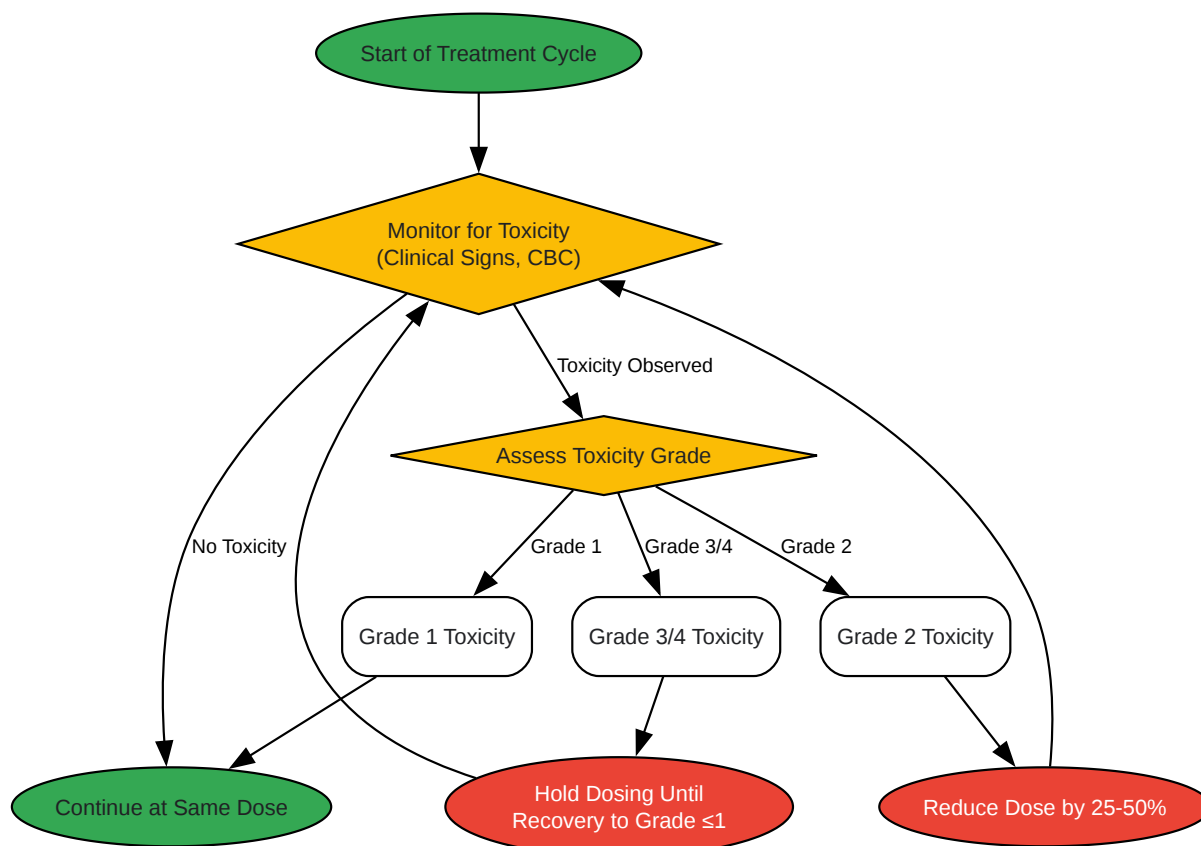 Start of Treatment Cycle
Monitor for Toxicity
(Clinical Signs, CBC)
Toxicity Observed
Assess Toxicity Grade
No Toxicity
Grade 1
Grade 3/4
Grade 2
Grade 1 Toxicity
Grade 3/4 Toxicity
Grade 2 Toxicity
Continue at Same Dose
Hold Dosing Until
Recovery to Grade ≤1
Reduce Dose by 25-50%